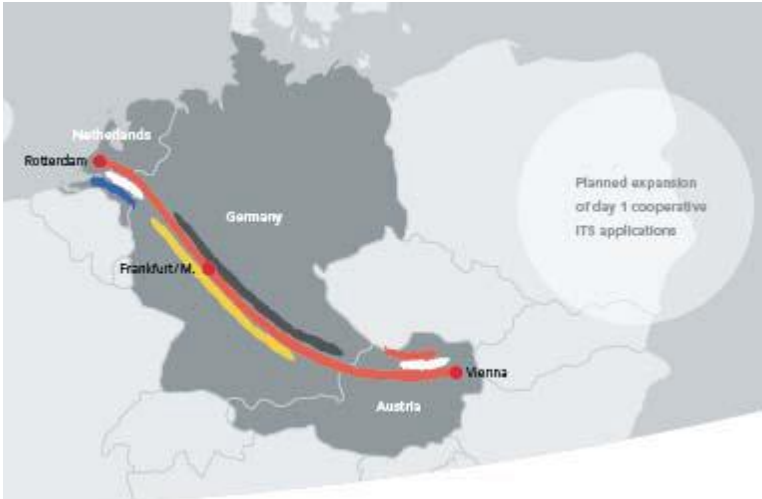 Netherlands
Rotterdam
Germany
Frankfurt/M.
Vienna
Austria
Planned expansion
of day 1 cooperative
ITS applications